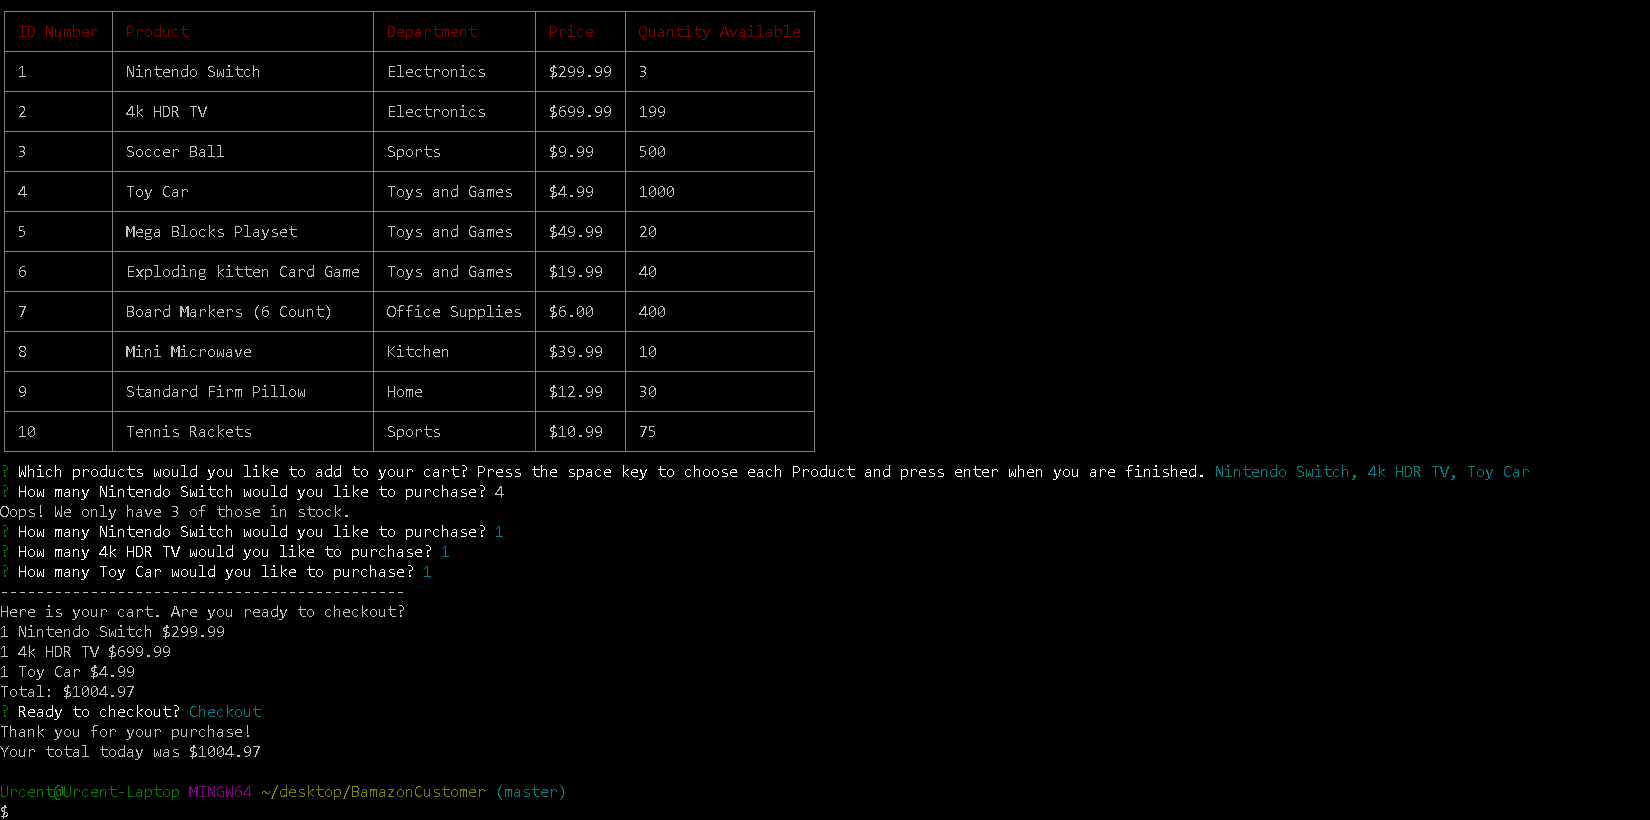 ID Number Product Department Price Quantity Available
1 Nintendo Switch Electronics $299.99 3
2 4k HDR TV Electronics $699.99 199
3 Soccer Ball Sports $9.99 500
4 Toy Car Toys and Games $4.99 1000
5 Mega Blocks Playset Toys and Games $49.99 20
6 Exploding kitten Card Game Toys and Games $19.99 40
7 Board Markers (6 Count) Office Supplies $6.00 400
8 Mini Microwave Kitchen $39.99 10
9 Standard Firm Pillow Home $12.99 30
10 Tennis Rackets Sports $10.99 75
? Which products would you like to add to your cart? Press the space key to choose each Product and press enter when you are finished. Nintendo Switch, 4k HDR TV, Toy Car
? How many Nintendo Switch would you like to purchase? 4
Oops! We only have 3 of those in stock.
? How many Nintendo Switch would you like to purchase? 1
? How many 4k HDR TV would you like to purchase? 1
? How many Toy Car would you like to purchase? 1
---------------------------------------------
Here is your cart. Are you ready to checkout?
1 Nintendo Switch $299.99
1 4k HDR TV $699.99
1 Toy Car $4.99
Total: $1004.97
? Ready to checkout? Checkout
Thank you for your purchase!
Your total today was $1004.97
Urcent@Urcent-Laptop MINGW64 ~/desktop/BamazonCustomer (master)
$